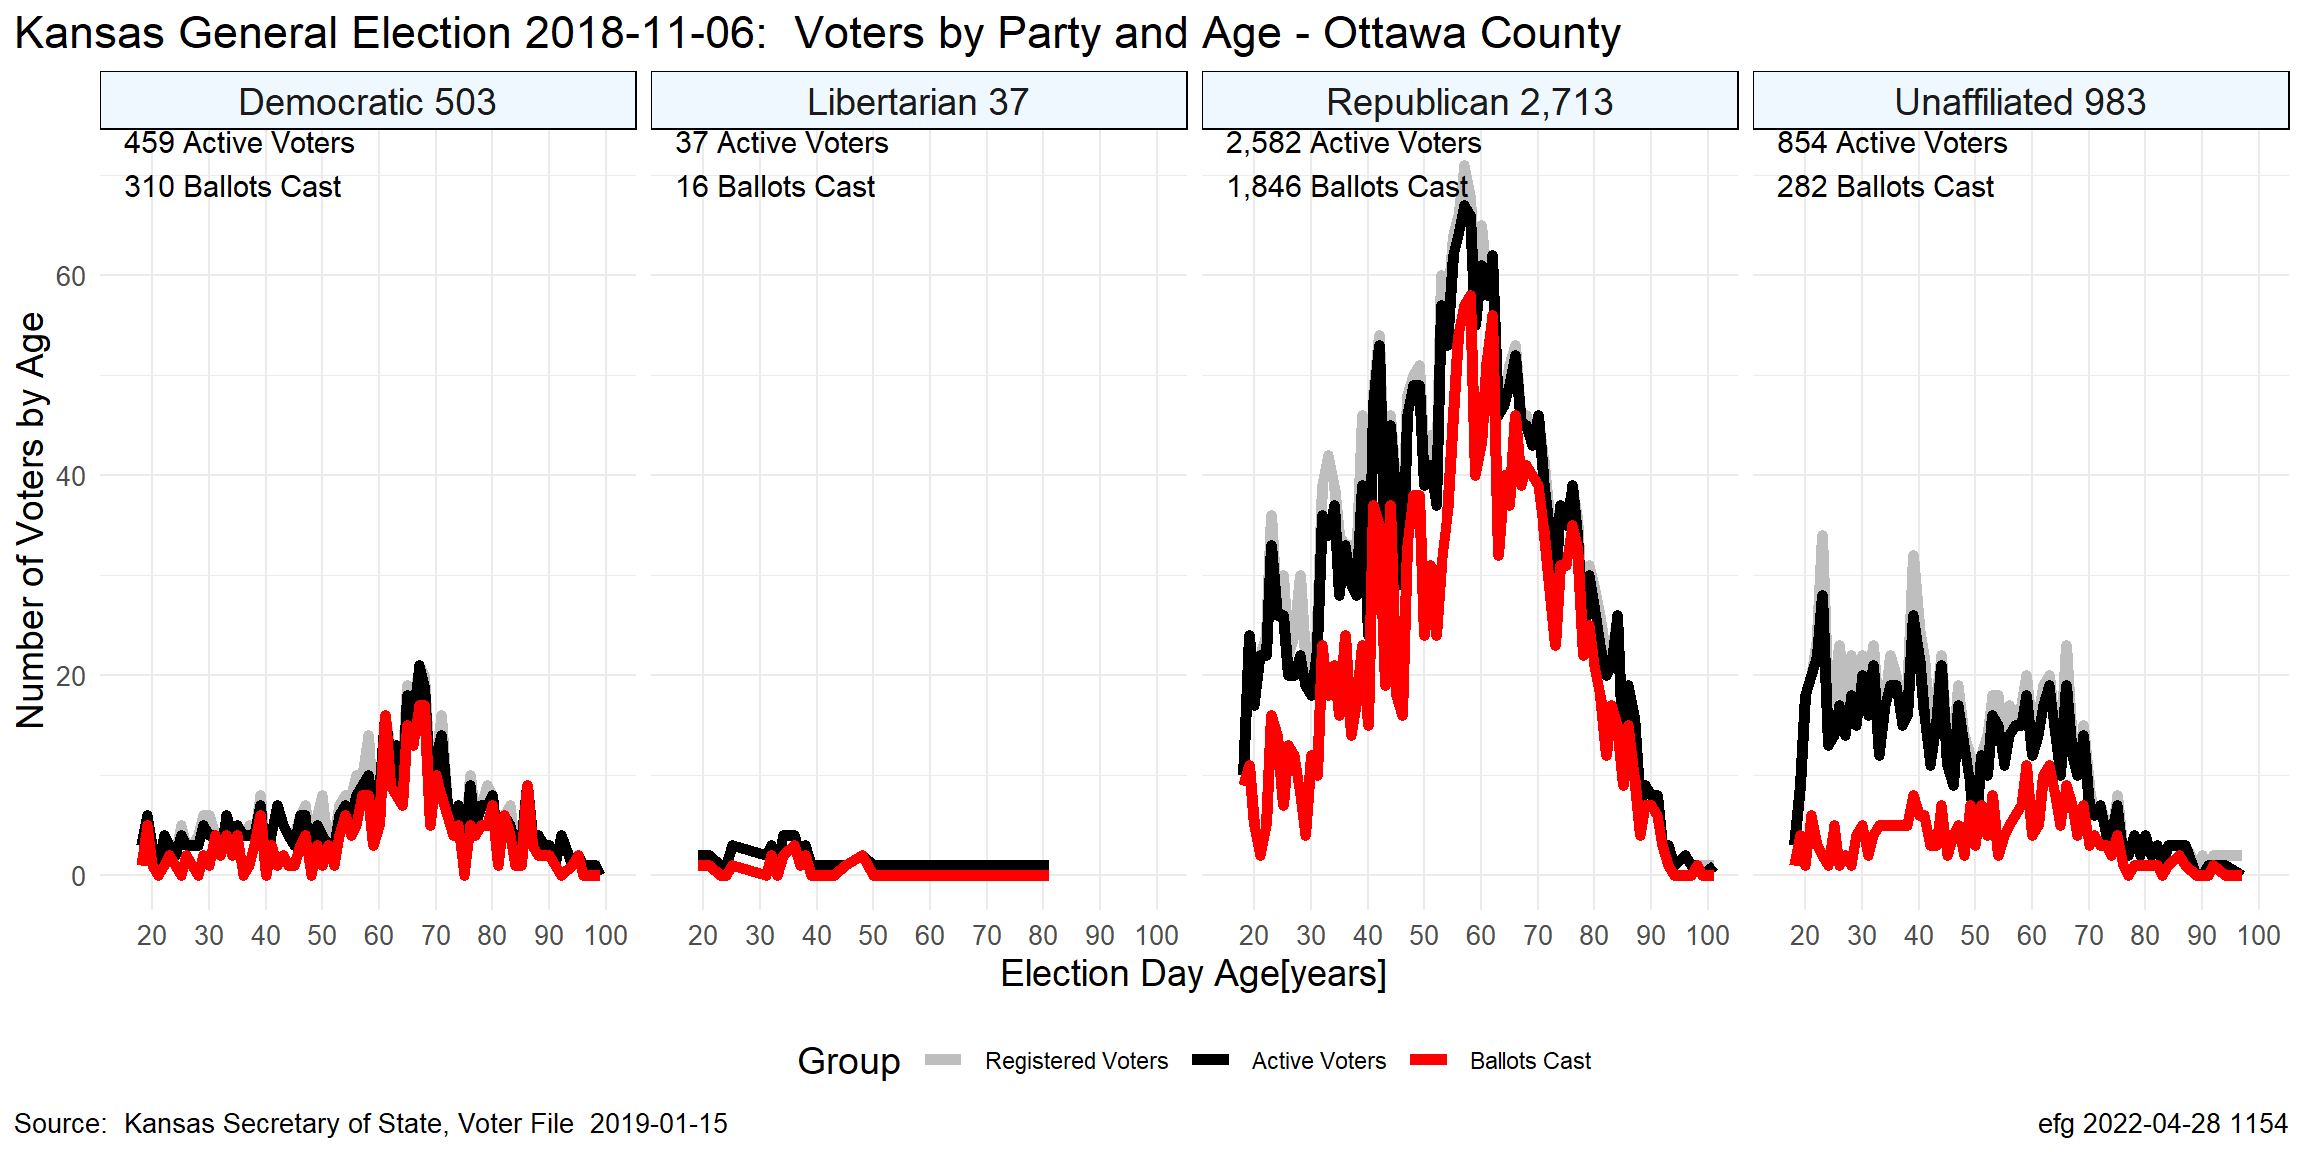 Kansas General Election 2018-11-06:  Voters by Party and Age - Ottawa County
Democratic 503
Libertarian 37
Republican 2,713
Unaffiliated 983
459 Active Voters
310 Ballots Cast
37 Active Voters
16 Ballots Cast
2,582 Active Voters
1,846 Ballots Cast
854 Active Voters
282 Ballots Cast
Number of Voters by Age
60
40
20
0
20 30 40 50 60 70 80 90 100
20 30 40 50 60 70 80 90 100
20 30 40 50 60 70 80 90 100
20 30 40 50 60 70 80 90 100
Election Day Age[years]
Group Registered Voters Active Voters Ballots Cast
Source:  Kansas Secretary of State, Voter File  2019-01-15
efg 2022-04-28 1154